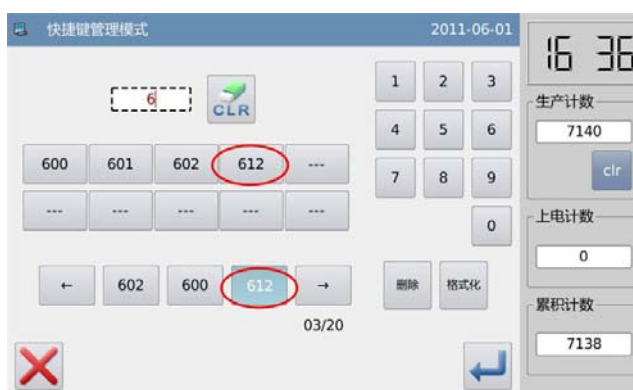 快捷键管理模式 2011-06-01
16 36
6
CLR
1 2 3
4 5 6
7 8 9
0
600 601 602 612 ---
--- --- --- --- ---
← 602 600 612 →
03/20
删除 格式化
生产计数
7140
clr
上电计数
0
累积计数
7138